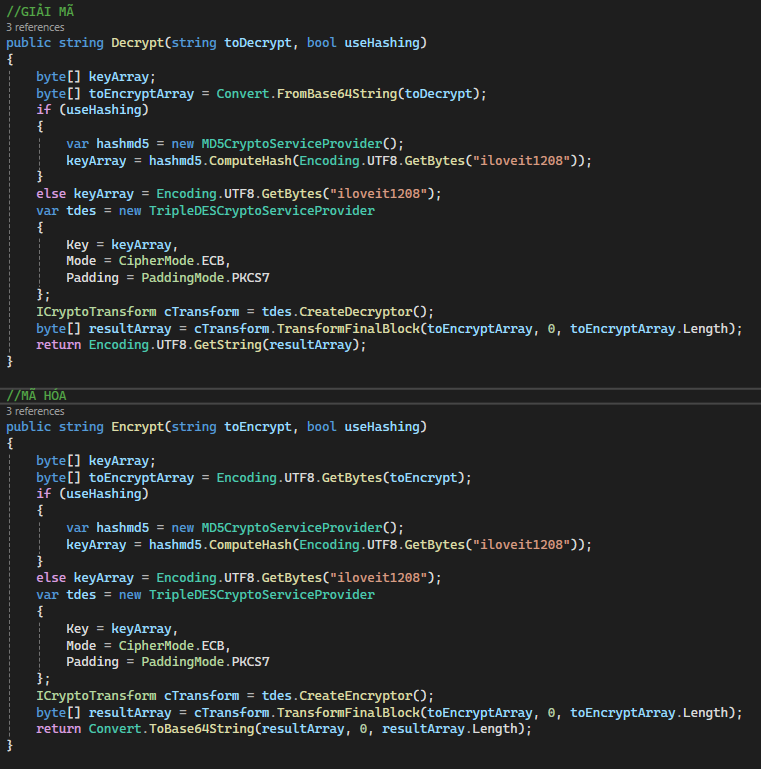 //GIẢI MÃ
3 references
public string Decrypt(string toDecrypt, bool useHashing)
{
    byte[] keyArray;
    byte[] toEncryptArray = Convert.FromBase64String(toDecrypt);
    if (useHashing)
    {
        var hashmd5 = new MD5CryptoServiceProvider();
        keyArray = hashmd5.ComputeHash(Encoding.UTF8.GetBytes("iloveit1208"));
    }
    else keyArray = Encoding.UTF8.GetBytes("iloveit1208");
    var tdes = new TripleDESCryptoServiceProvider
    {
        Key = keyArray,
        Mode = CipherMode.ECB,
        Padding = PaddingMode.PKCS7
    };
    ICryptoTransform cTransform = tdes.CreateDecryptor();
    byte[] resultArray = cTransform.TransformFinalBlock(toEncryptArray, 0, toEncryptArray.Length);
    return Encoding.UTF8.GetString(resultArray);
}
//MÃ HÓA
3 references
public string Encrypt(string toEncrypt, bool useHashing)
{
    byte[] keyArray;
    byte[] toEncryptArray = Encoding.UTF8.GetBytes(toEncrypt);
    if (useHashing)
    {
        var hashmd5 = new MD5CryptoServiceProvider();
        keyArray = hashmd5.ComputeHash(Encoding.UTF8.GetBytes("iloveit1208"));
    }
    else keyArray = Encoding.UTF8.GetBytes("iloveit1208");
    var tdes = new TripleDESCryptoServiceProvider
    {
        Key = keyArray,
        Mode = CipherMode.ECB,
        Padding = PaddingMode.PKCS7
    };
    ICryptoTransform cTransform = tdes.CreateEncryptor();
    byte[] resultArray = cTransform.TransformFinalBlock(toEncryptArray, 0, toEncryptArray.Length);
    return Convert.ToBase64String(resultArray, 0, resultArray.Length);
}